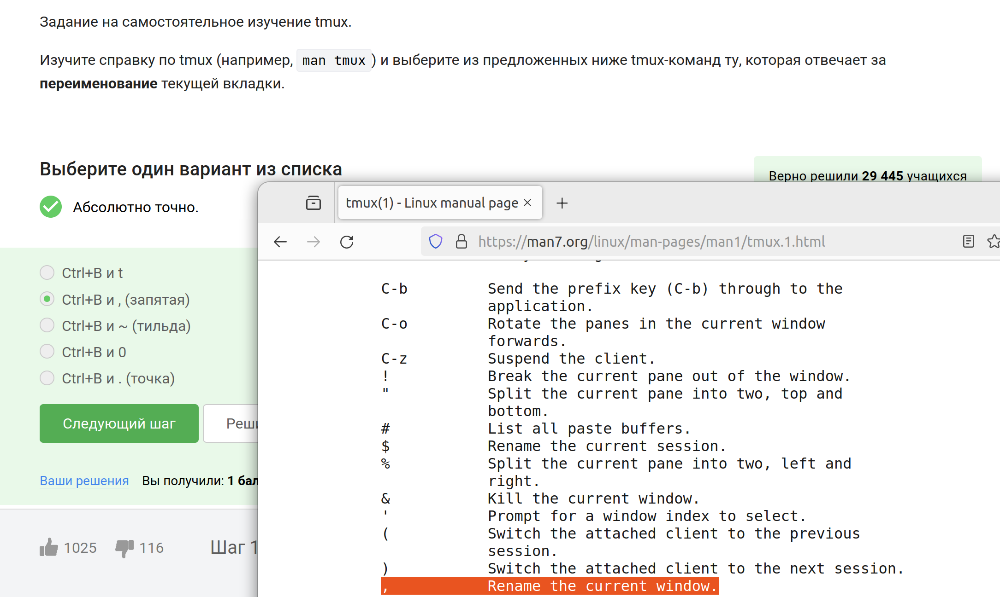 Задание на самостоятельное изучение tmux.
Изучите справку по tmux (например, man tmux ) и выберите из предложенных ниже tmux-команд ту, которая отвечает за
переименование текущей вкладки.
Выберите один вариант из списка
Верно решили 29 445 учащихся
Абсолютно точно.
Ctrl+B и t
Ctrl+B и , (запятая)
Ctrl+B и ~ (тильда)
Ctrl+B и 0
Ctrl+B и . (точка)
Следующий шаг
Ваши решения Вы получили: 1
1025 116 Шаг 1
tmux(1) - Linux manual page
https://man7.org/linux/man-pages/man1/tmux.1.html
C-b Send the prefix key (C-b) through to the
application.
C-o Rotate the panes in the current window
forwards.
C-z Suspend the client.
! Break the current pane out of the window.
" Split the current pane into two, top and
bottom.
# List all paste buffers.
$ Rename the current session.
% Split the current pane into two, left and
right.
& Kill the current window.
' Prompt for a window index to select.
( Switch the attached client to the previous
session.
) Switch the attached client to the next session.
, Rename the current window.